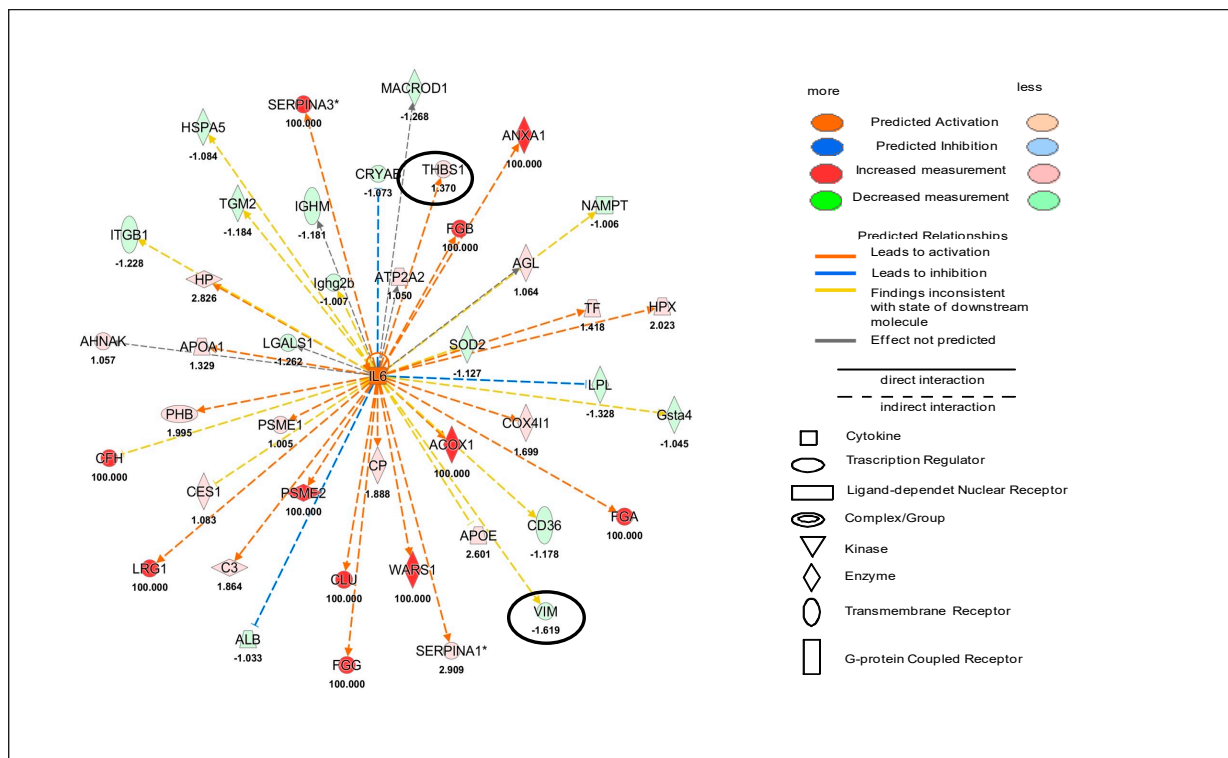 MACROD1
-1.268
SERPINA3*
100.000
HSPA5
-1.084
ANXA1
100.000
CRYAB
-1.073
THBS1
1.370
TGM2
-1.184
IGHM
-1.181
NAMPT
-1.006
ITGB1
-1.228
FGB
100.000
HP
2.826
Ighg2b
-1.007
ATP2A2
1.050
AGL
1.064
TF
1.418
HPX
2.023
AHNAK
1.057
APOA1
1.329
LGALS1
-1.262
SOD2
-1.127
IL6
LPL
-1.328
Gsta4
-1.045
PHB
1.995
PSME1
1.005
COX4I1
1.699
ACOX1
100.000
CFH
100.000
CP
1.888
CES1
1.083
PSME2
100.000
APOE
2.601
CD36
-1.178
FGA
100.000
LRG1
100.000
C3
1.864
CLU
100.000
WARS1
100.000
VIM
-1.619
ALB
-1.033
FGG
100.000
SERPINA1*
2.909
more less
Predicted Activation
Predicted Inhibition
Increased measurement
Decreased measurement
Predicted Relationships
Leads to activation
Leads to inhibition
Findings inconsistent
with state of downstream
molecule
Effect not predicted
direct interaction
indirect interaction
Cytokine
Trascription Regulator
Ligand-dependet Nuclear Receptor
Complex/Group
Kinase
Enzyme
Transmembrane Receptor
G-protein Coupled Receptor